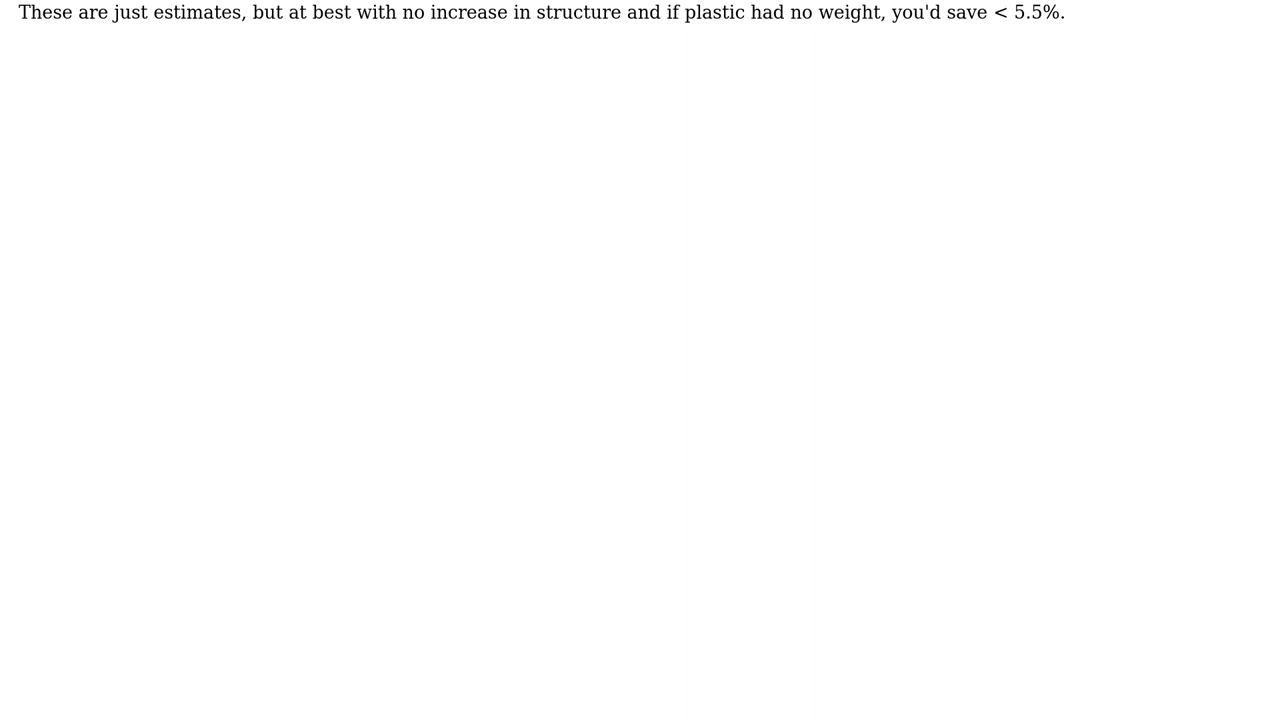 These are just estimates, but at best with no increase in structure and if plastic had no weight, you'd save < 5.5%.